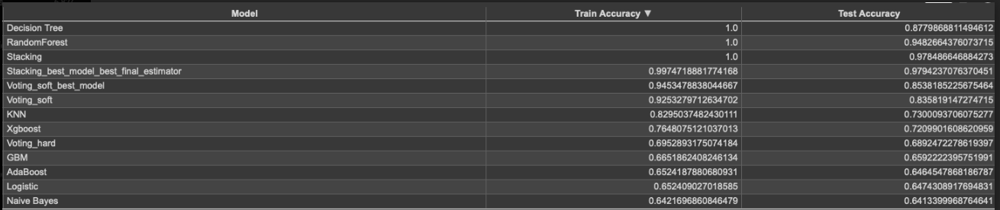 Model Train Accuracy ▼ Test Accuracy
Decision Tree 1.0 0.8779868811494612
RandomForest 1.0 0.9482664376073715
Stacking 1.0 0.978486646884273
Stacking_best_model_best_final_estimator 0.9974718881774168 0.9794237076370451
Voting_soft_best_model 0.9453478838044667 0.8538185225675464
Voting_soft 0.9253279712634702 0.835819147274715
KNN 0.8295037482430111 0.7300093706075277
Xgboost 0.7648075121037013 0.7209901608620959
Voting_hard 0.6952893175074184 0.6892472278619397
GBM 0.6651862408246134 0.6592222395751991
AdaBoost 0.6524187880680931 0.6464547868186787
Logistic 0.652409027018585 0.6474308917694831
Naive Bayes 0.6421696860846479 0.6413399968764641